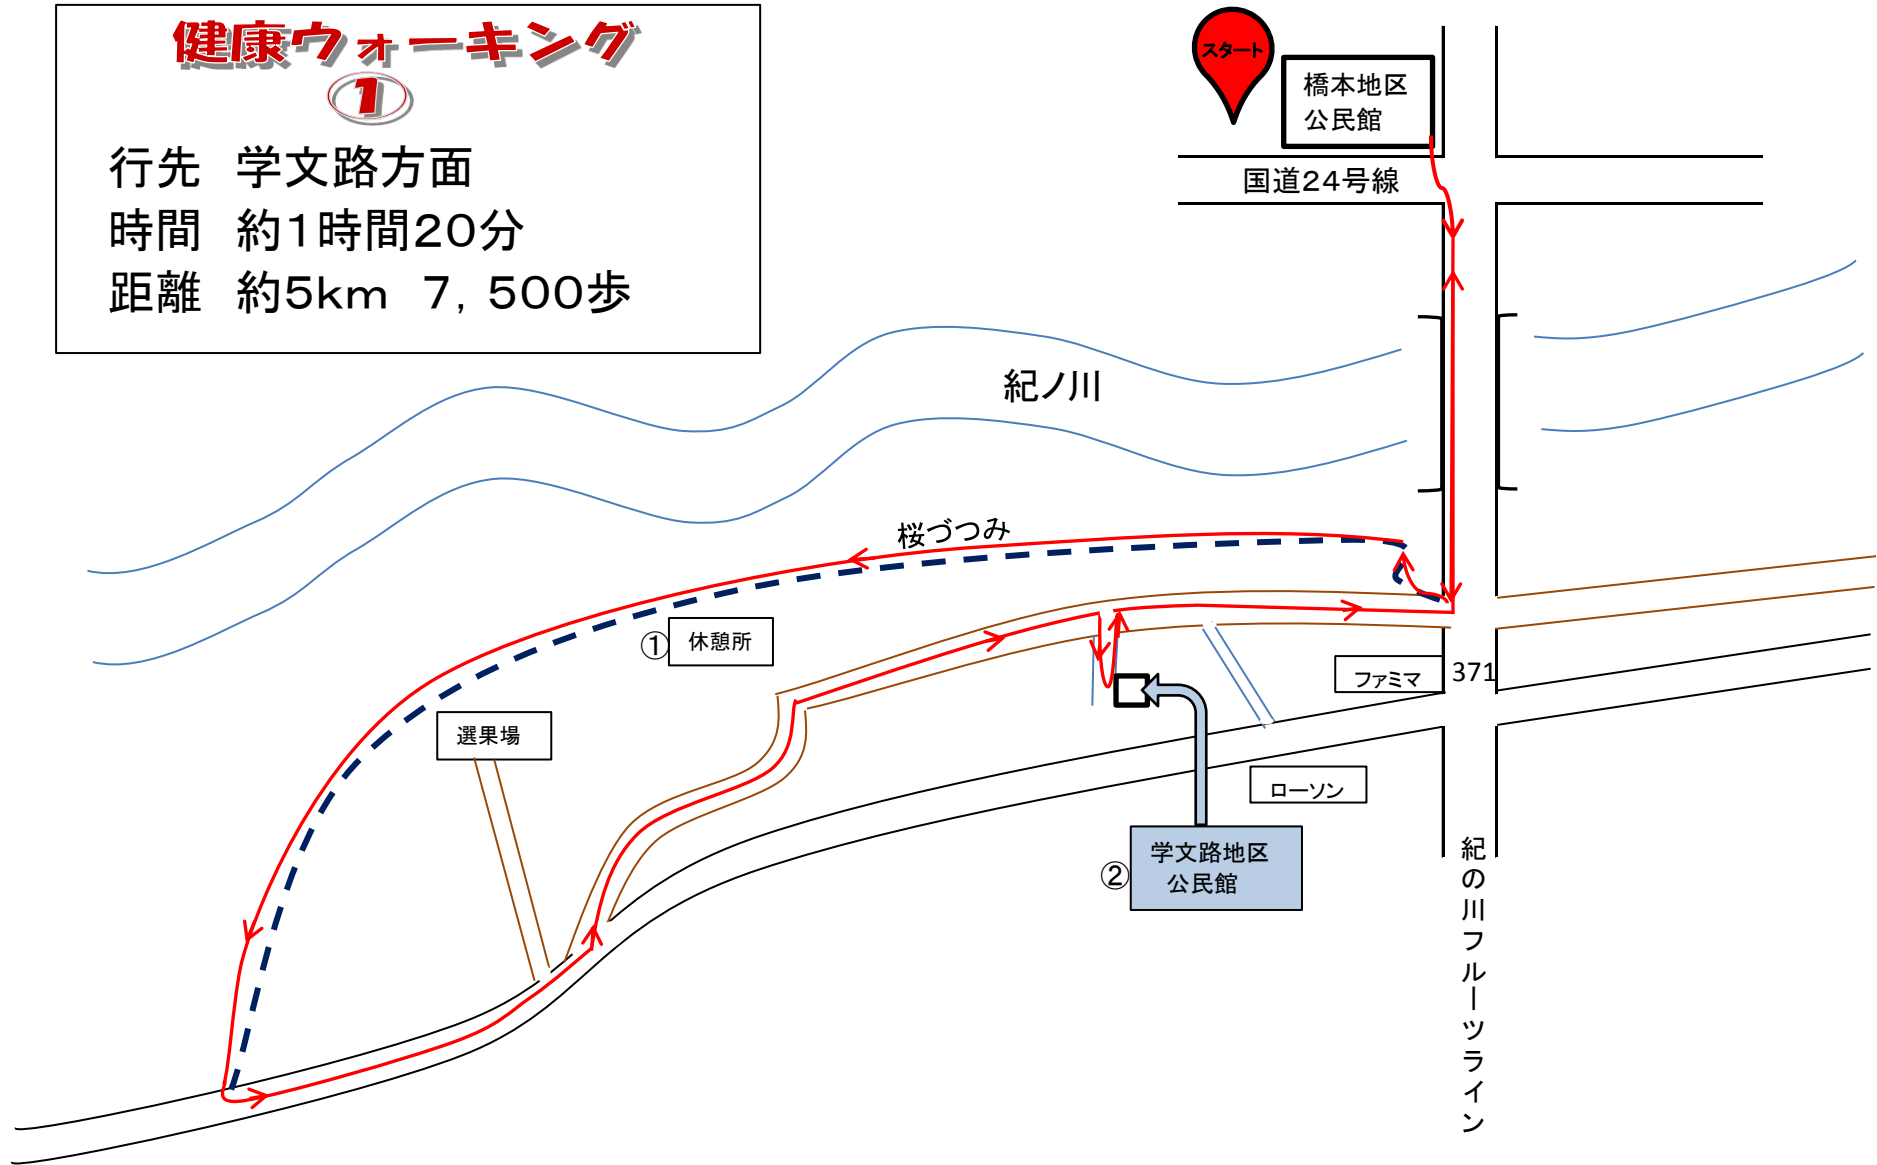 健康ウォーキング
①
行先　学文路方面
時間　約1時間20分
距離　約5km　7，500歩
スタート
橋本地区
公民館
国道24号線
紀ノ川
桜づつみ
① 休憩所
選果場
ファミマ
371
ローソン
② 学文路地区
公民館
紀の川フルーツライン